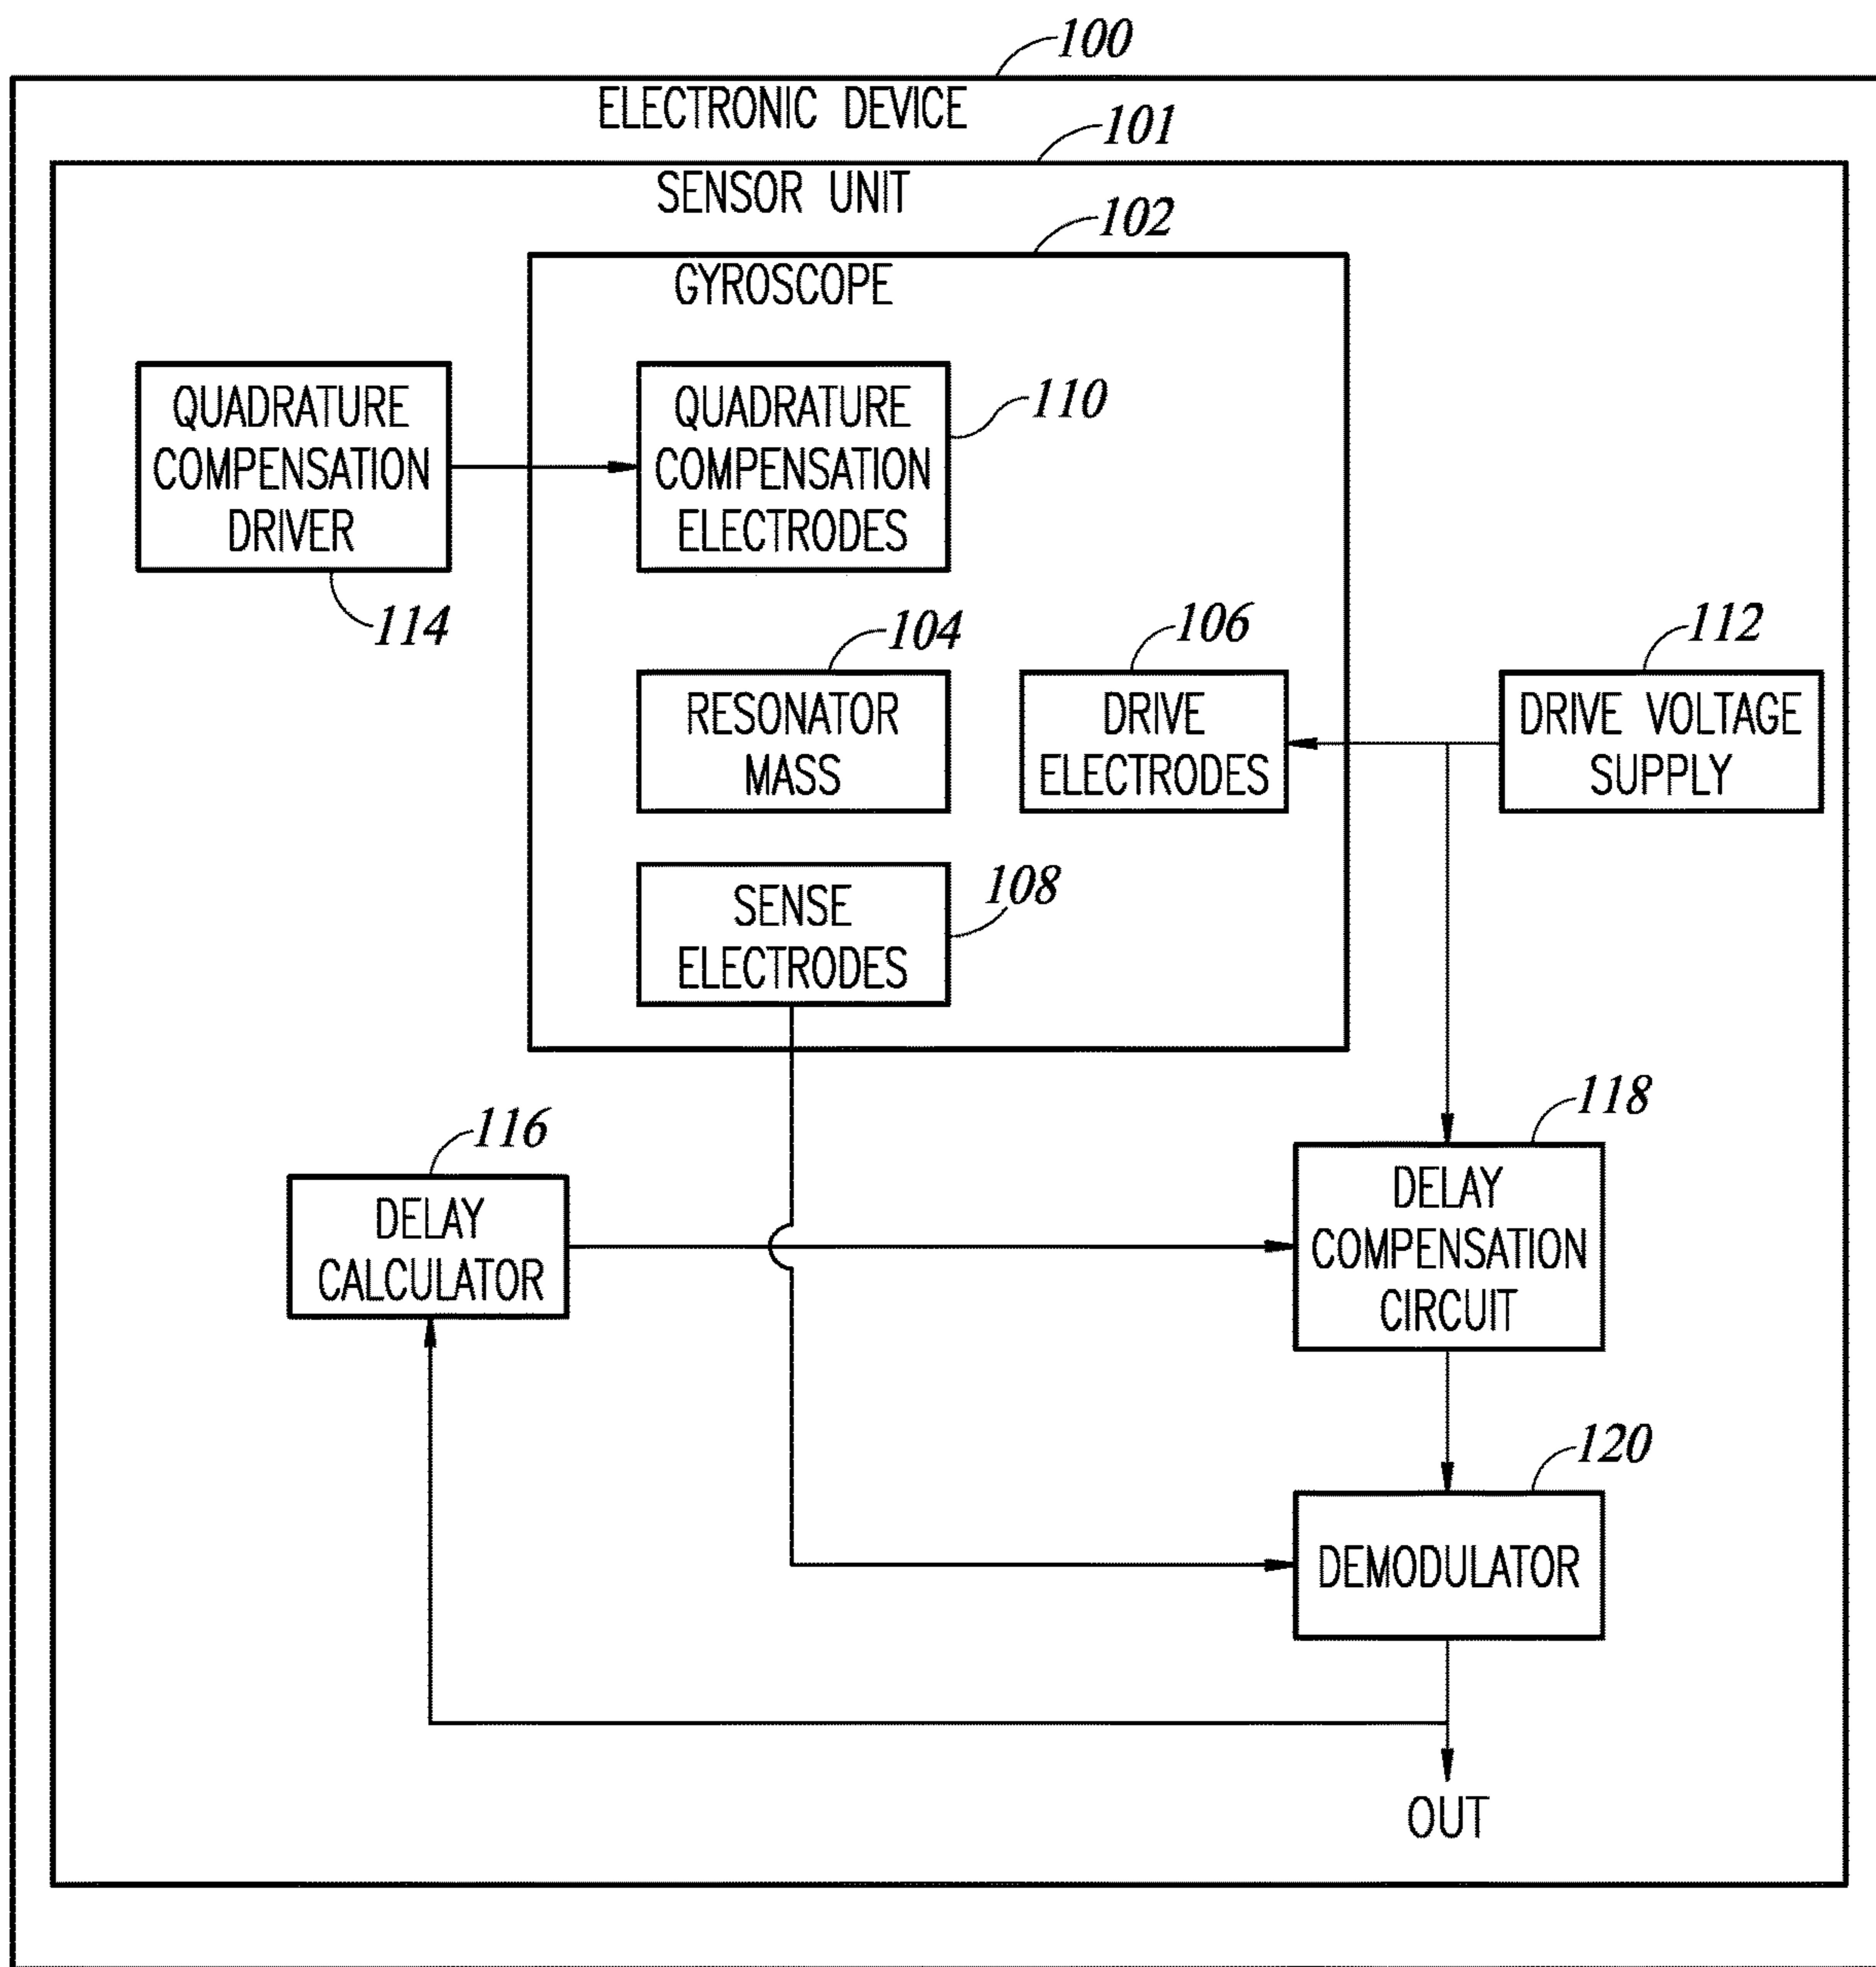 100
ELECTRONIC DEVICE
101
SENSOR UNIT
102
GYROSCOPE
QUADRATURE
COMPENSATION
DRIVER
114
QUADRATURE
COMPENSATION
ELECTRODES
110
104
RESONATOR
MASS
106
DRIVE
ELECTRODES
112
DRIVE VOLTAGE
SUPPLY
SENSE
ELECTRODES
108
116
DELAY
CALCULATOR
118
DELAY
COMPENSATION
CIRCUIT
120
DEMODULATOR
OUT